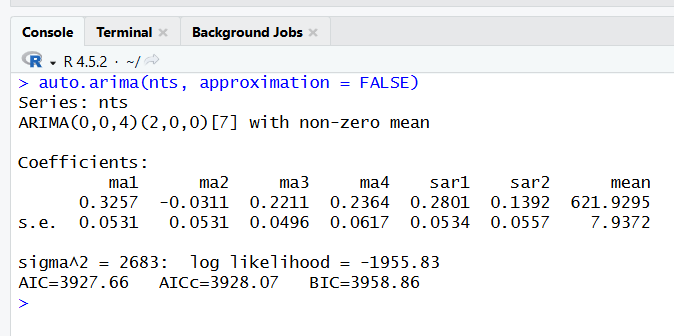 Console Terminal Background Jobs
R R 4.5.2 · ~/
> auto.arima(nts, approximation = FALSE)
Series: nts
ARIMA(0,0,4)(2,0,0)[7] with non-zero mean
Coefficients:
ma1 ma2 ma3 ma4 sar1 sar2 mean
0.3257 -0.0311 0.2211 0.2364 0.2801 0.1392 621.9295
s.e. 0.0531 0.0531 0.0496 0.0617 0.0534 0.0557 7.9372
sigma^2 = 2683: log likelihood = -1955.83
AIC=3927.66 AICc=3928.07 BIC=3958.86
>